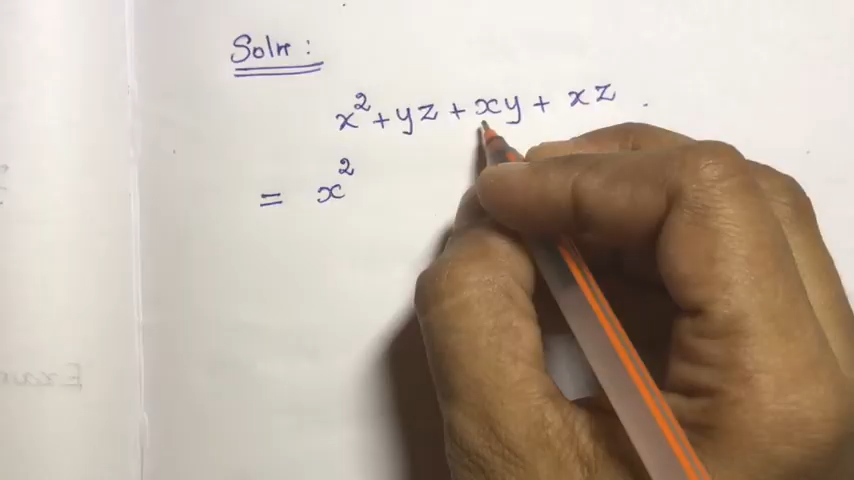 Soln :
x² + yz + xy + xz .
= x²